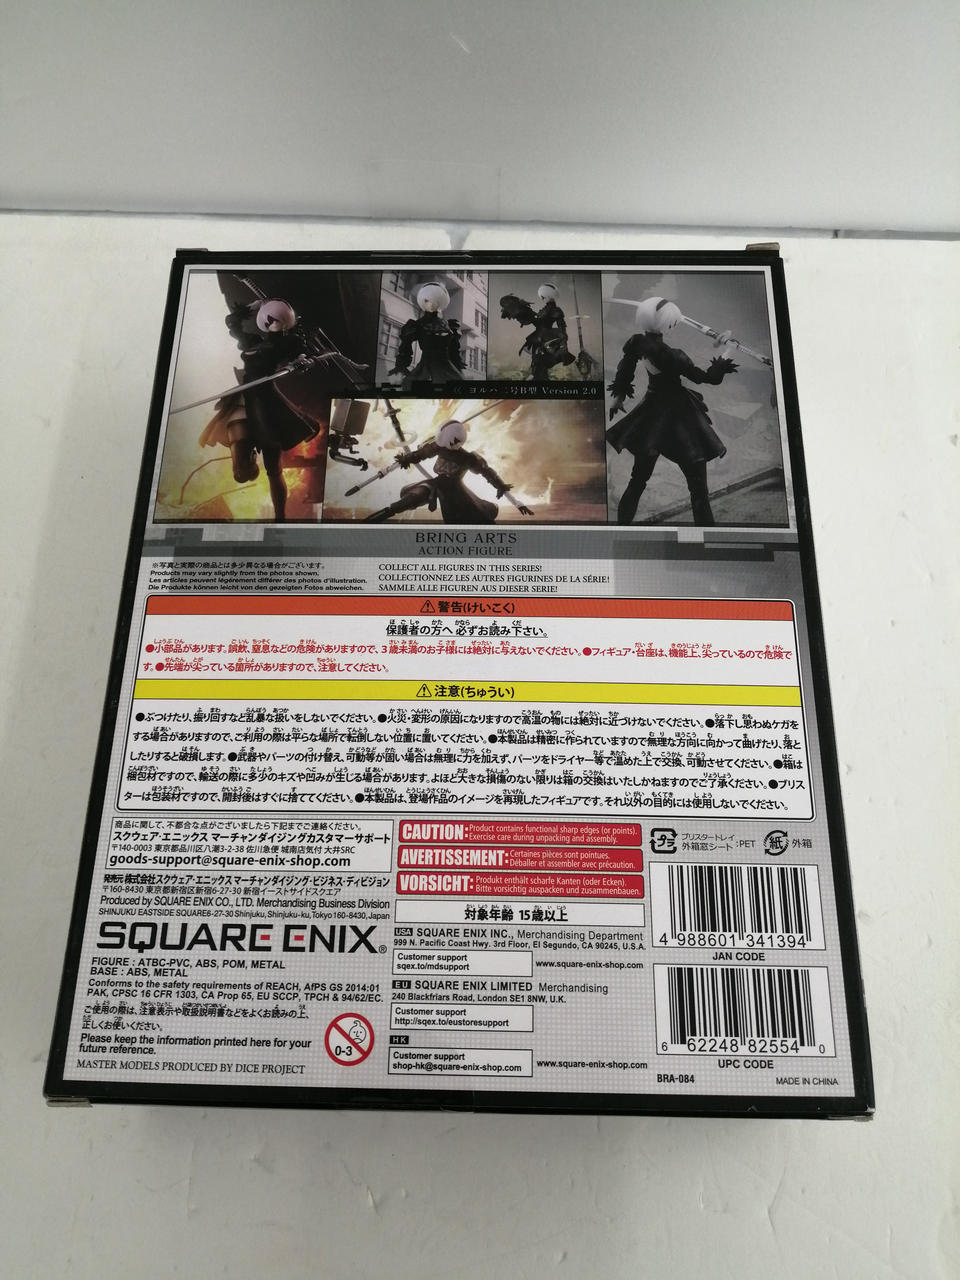 ヨルハ二号B型 Version 2.0
BRING ARTS
ACTION FIGURE
※写真と実際の商品とは多少異なる場合がございます。
Products may vary slightly from the photos shown.
Les articles peuvent légèrement différer des photos d'illustration.
Die Produkte können leicht von den gezeigten Fotos abweichen.
COLLECT ALL FIGURES IN THIS SERIES!
COLLECTIONNEZ LES AUTRES FIGURINES DE LA SÉRIE!
SAMMLE ALLE FIGUREN AUS DIESER SERIE!
⚠警告(けいこく)
保護者の方へ 必ずお読み下さい。
●小部品があります。誤飲、窒息などの危険がありますので、3歳未満のお子様には絶対に与えないでください。●フィギュア・台座は、機能上、尖っているので危険で
す。●先端が尖っている箇所がありますので、注意してください。
⚠注意(ちゅうい)
●ぶつけたり、振り回すなど乱暴な扱いをしないでください。●火災・変形の原因になりますので高温の物には絶対に近づけないでください。●落下し思わぬケガを
する場合がありますので、ご利用の際は平らな場所で転倒しない位置に置いてください。●本製品は精密に作られていますので無理な方向に向かって曲げたり、落と
したりすると破損します。●武器やパーツの付け替え、可動等が固い場合は無理に力を加えず、パーツをドライヤー等で温めた上で交換、可動させてください。●箱は
梱包材ですので、輸送の際に多少のキズや凹みが生じる場合があります。よほど大きな損傷のない限りは箱の交換はいたしかねますのでご了承ください。●ブリス
ターは包装材ですので、開封後はすぐに捨ててください。●本製品は、登場作品のイメージを再現したフィギュアです。それ以外の目的には使用しないでください。
商品に関して、不都合な点がございましたら下記までご連絡ください。
スクウェア・エニックス マーチャンダイジングカスタマーサポート
〒140-0003 東京都品川区八潮3-2-38 佐川急便 城南店気付 大井SRC
goods-support@square-enix-shop.com
発売元 株式会社スクウェア・エニックス マーチャンダイジング・ビジネス・ディビジョン
〒160-8430 東京都新宿区新宿6-27-30 新宿イーストサイドスクエア
Produced by SQUARE ENIX CO., LTD. Merchandising Business Division
SHINJUKU EASTSIDE SQUARE6-27-30 Shinjuku, Shinjuku-ku, Tokyo 160-8430, Japan
SQUARE ENIX®
FIGURE : ATBC-PVC, ABS, POM, METAL
BASE : ABS, METAL
Conforms to the safety requirements of REACH, AfPS GS 2014:01
PAK, CPSC 16 CFR 1303, CA Prop 65, EU SCCP, TPCH & 94/62/EC.
ご使用の際は、注意表示や取扱説明書などをよくお読みの上、
正しくお使いください。
Please keep the information printed here for your
future reference.
MASTER MODELS PRODUCED BY DICE PROJECT
0-3
CAUTION: Product contains functional sharp edges (or points).
Exercise care during unpacking and assembly.
AVERTISSEMENT: Certaines pièces sont pointues.
Déballer et assembler avec précaution.
VORSICHT: Produkt enthält scharfe Kanten (oder Ecken).
Bitte vorsichtig auspacken und zusammenbauen.
対象年齢 15歳以上
USA SQUARE ENIX INC., Merchandising Department
999 N. Pacific Coast Hwy. 3rd Floor, El Segundo, CA 90245, U.S.A.
Customer support
sqex.to/mdsupport
www.square-enix-shop.com
EU SQUARE ENIX LIMITED Merchandising
240 Blackfriars Road, London SE1 8NW, U.K.
Customer support
http://sqex.to/eustoresupport
HK
Customer support
shop-hk@square-enix-shop.com
www.square-enix-shop.com
プラ
ブリスタートレイ
外箱窓シート :PET
紙 外箱
4 988601 341394
JAN CODE
6 62248 82554 0
UPC CODE
BRA-084
MADE IN CHINA